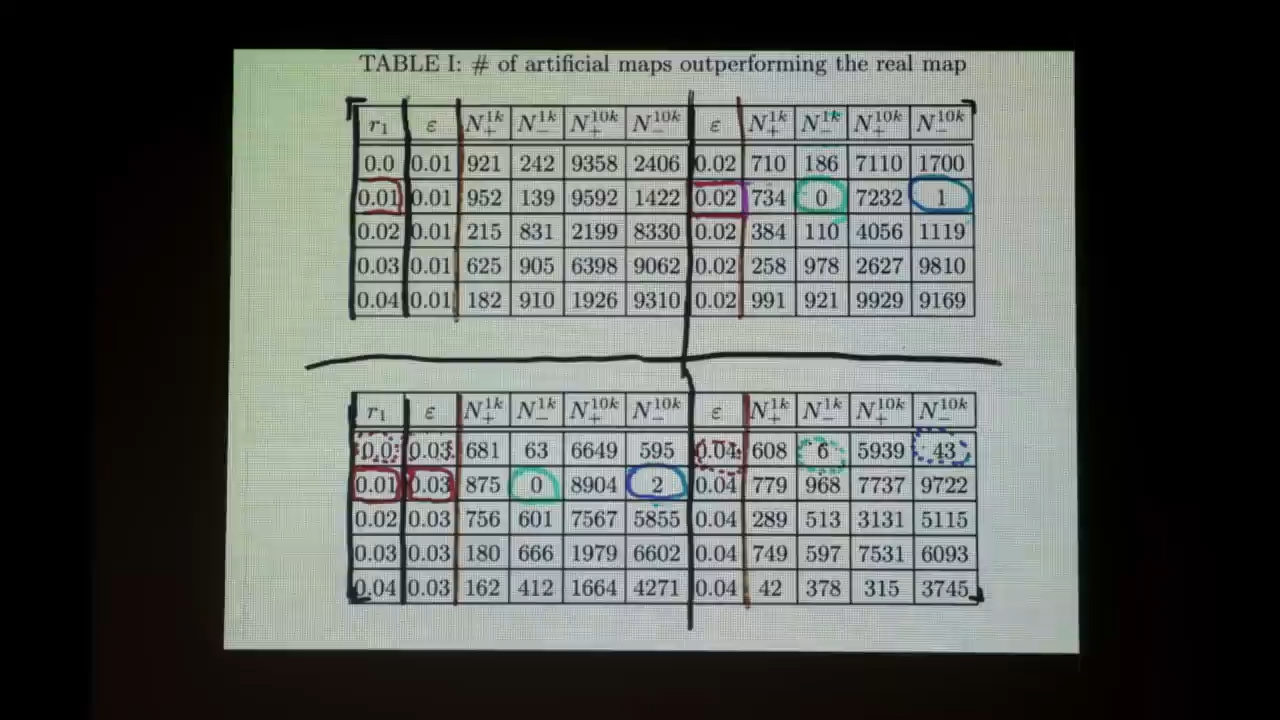 TABLE I: # of artificial maps outperforming the real map
r₁ ε N₊¹ᵏ N₋¹ᵏ N₊¹⁰ᵏ N₋¹⁰ᵏ ε N₊¹ᵏ N₋¹ᵏ N₊¹⁰ᵏ N₋¹⁰ᵏ
0.0 0.01 921 242 9358 2406 0.02 710 186 7110 1700
0.01 0.01 952 139 9592 1422 0.02 734 0 7232 1
0.02 0.01 215 831 2199 8330 0.02 384 110 4056 1119
0.03 0.01 625 905 6398 9062 0.02 258 978 2627 9810
0.04 0.01 182 910 1926 9310 0.02 991 921 9929 9169
r₁ ε N₊¹ᵏ N₋¹ᵏ N₊¹⁰ᵏ N₋¹⁰ᵏ ε N₊¹ᵏ N₋¹ᵏ N₊¹⁰ᵏ N₋¹⁰ᵏ
0.0 0.03 681 63 6649 595 0.04 608 6 5939 43
0.01 0.03 875 0 8904 2 0.04 779 968 7737 9722
0.02 0.03 756 601 7567 5855 0.04 289 513 3131 5115
0.03 0.03 180 666 1979 6602 0.04 749 597 7531 6093
0.04 0.03 162 412 1664 4271 0.04 42 378 315 3745